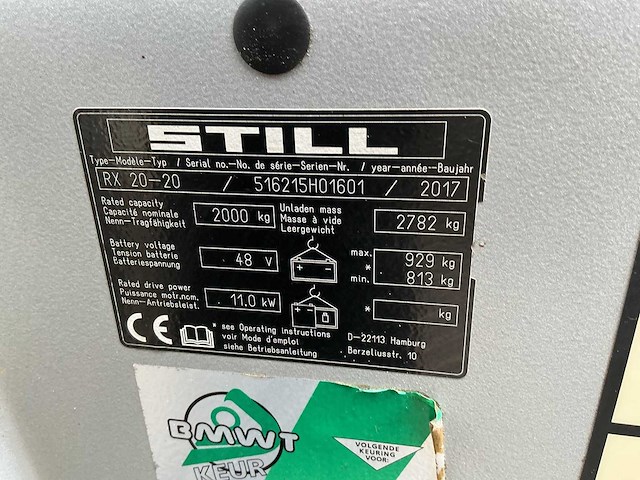 STILL
Type-Modèle-Typ / Serial no.-No. de série-Serien-Nr. / year-année-Baujahr
RX 20-20 / 516215H01601 / 2017
Rated capacity
Capacité nominale
Nenn-Tragfähigkeit
2000 kg
Unladen mass
Masse à vide
Leergewicht
2782 kg
Battery voltage
Tension batterie
Batteriespannung
48 V
max. 929 kg
*
min. 813 kg
Rated drive power
Puissance motr.nom.
Nenn-Antriebsleist.
11.0 kW
* kg
CE
* see Operating instructions
voir Mode d'emploi
siehe Betriebsanleitung
D-22113 Hamburg
Berzeliusstr. 10
BMWT
KEUR
VOLGENDE
KEURING
VOOR: